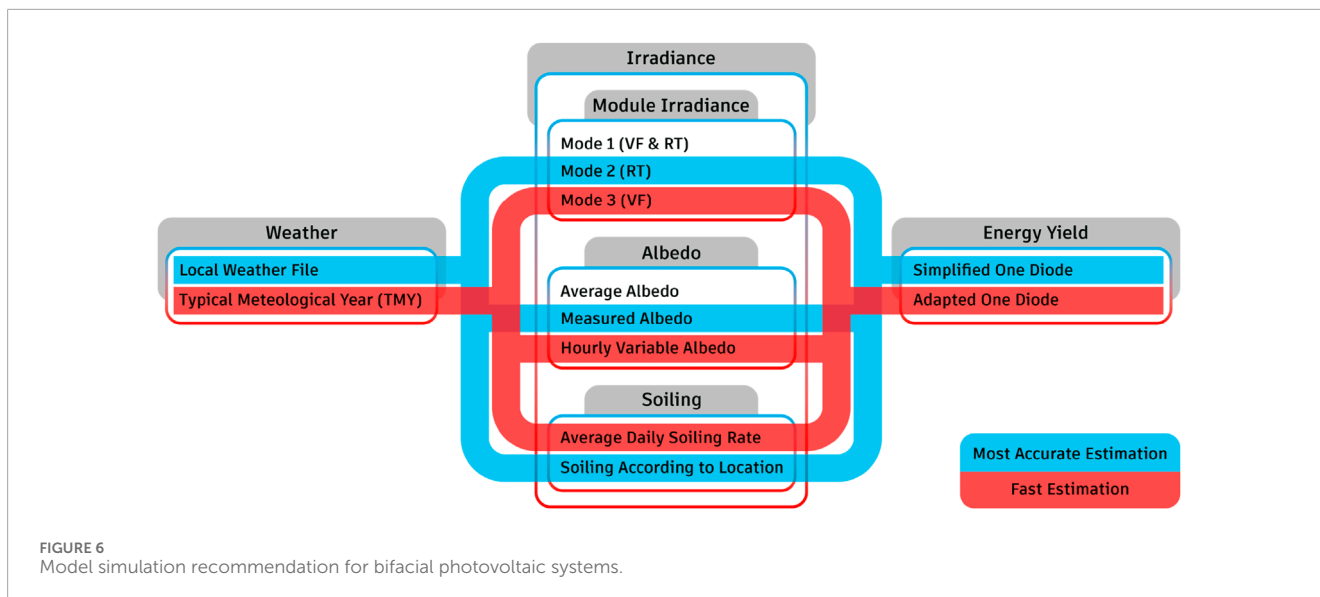 Irradiance
Module Irradiance
Mode 1 (VF & RT)
Mode 2 (RT)
Mode 3 (VF)
Weather
Local Weather File
Typical Meteological Year (TMY)
Albedo
Average Albedo
Measured Albedo
Hourly Variable Albedo
Soiling
Average Daily Soiling Rate
Soiling According to Location
Energy Yield
Simplified One Diode
Adapted One Diode
Most Accurate Estimation
Fast Estimation
FIGURE 6
Model simulation recommendation for bifacial photovoltaic systems.